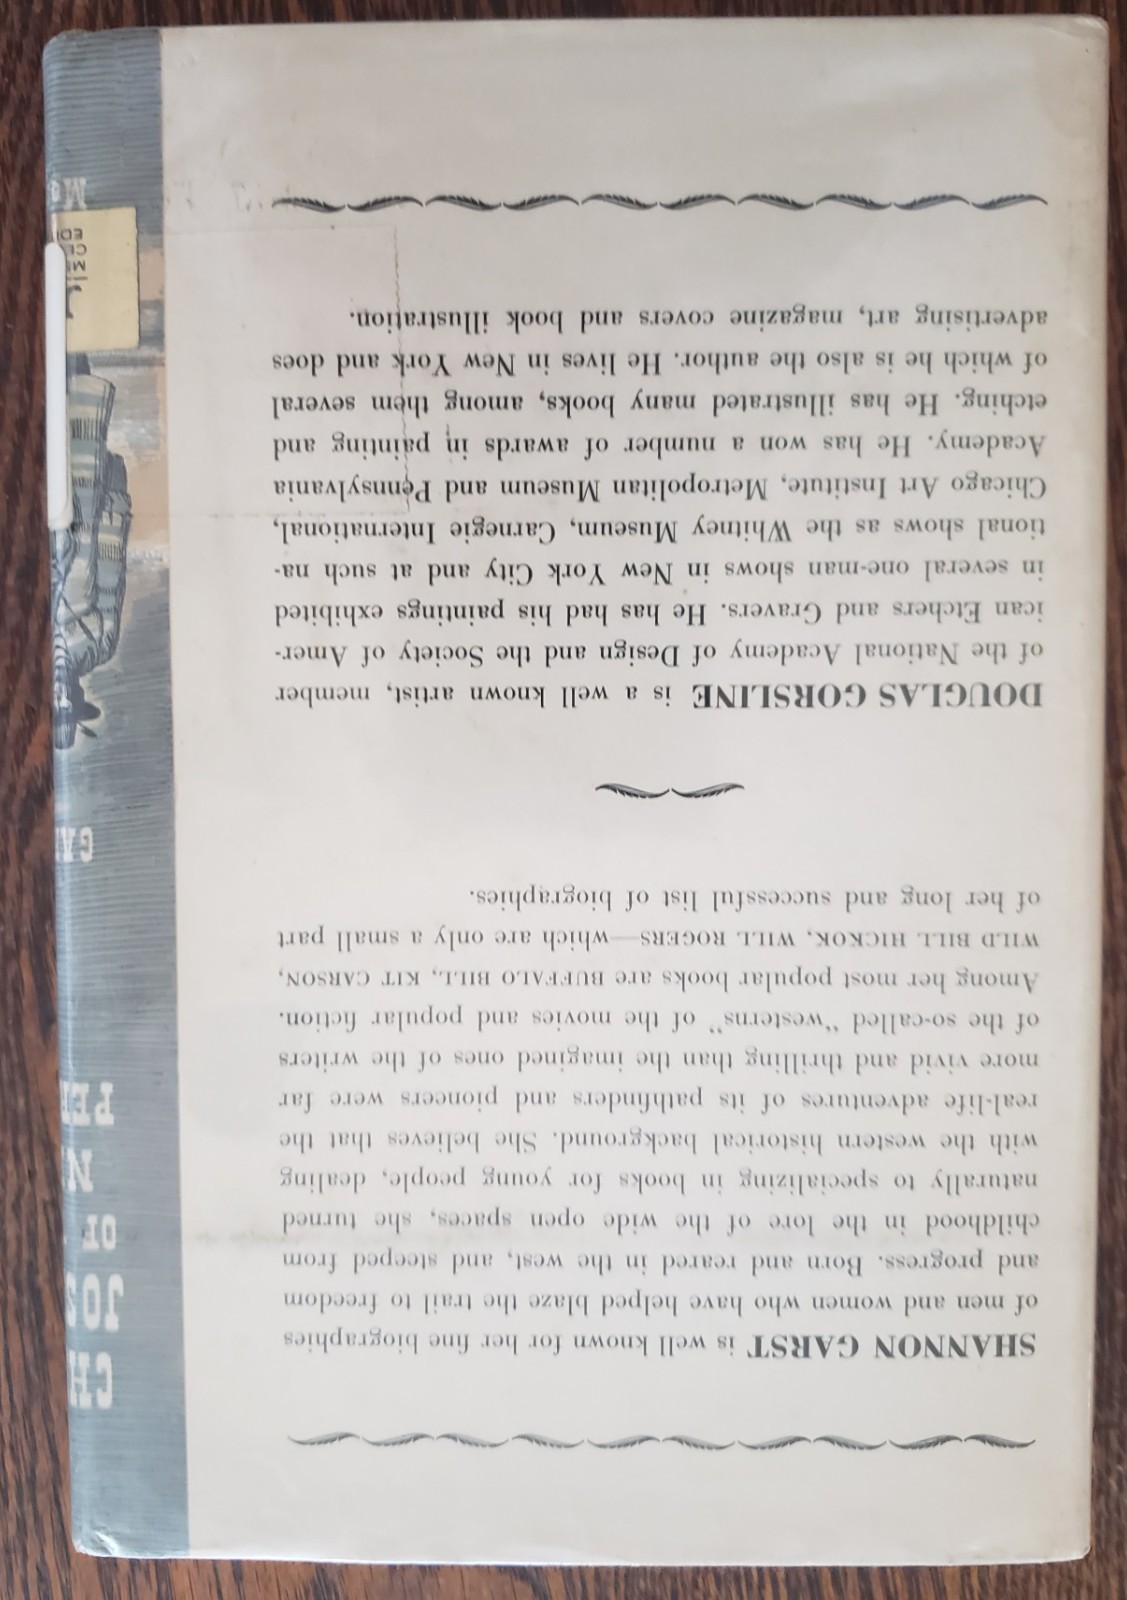 SHANNON GARST is well known for her fine biographies
of men and women who have helped blaze the trail to freedom
and progress. Born and reared in the west, and steeped from
childhood in the lore of the wide open spaces, she turned
naturally to specializing in books for young people, dealing
with the western historical background. She believes that the
real-life adventures of its pathfinders and pioneers were far
more vivid and thrilling than the imagined ones of the writers
of the so-called "westerns" of the movies and popular fiction.
Among her most popular books are BUFFALO BILL, KIT CARSON,
WILD BILL HICKOK, WILL ROGERS—which are only a small part
of her long and successful list of biographies.
DOUGLAS GORSLINE is a well known artist, member
of the National Academy of Design and the Society of Amer-
ican Etchers and Gravers. He has had his paintings exhibited
in several one-man shows in New York City and at such na-
tional shows as the Whitney Museum, Carnegie International,
Chicago Art Institute, Metropolitan Museum and Pennsylvania
Academy. He has won a number of awards in painting and
etching. He has illustrated many books, among them several
of which he is also the author. He lives in New York and does
advertising art, magazine covers and book illustration.
OF
J